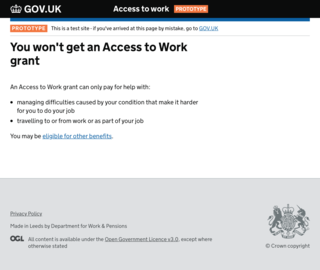 GOV.UK Access to work PROTOTYPE
PROTOTYPE This is a test site - if you've arrived at this page by mistake, go to GOV.UK
You won't get an Access to Work
grant
An Access to Work grant can only pay for help with:
managing difficulties caused by your condition that make it harder
for you to do your job
travelling to or from work or as part of your job
You may be eligible for other benefits.
Privacy Policy
Made in Leeds by Department for Work & Pensions
OGL All content is available under the Open Government Licence v3.0, except where
otherwise stated
© Crown copyright